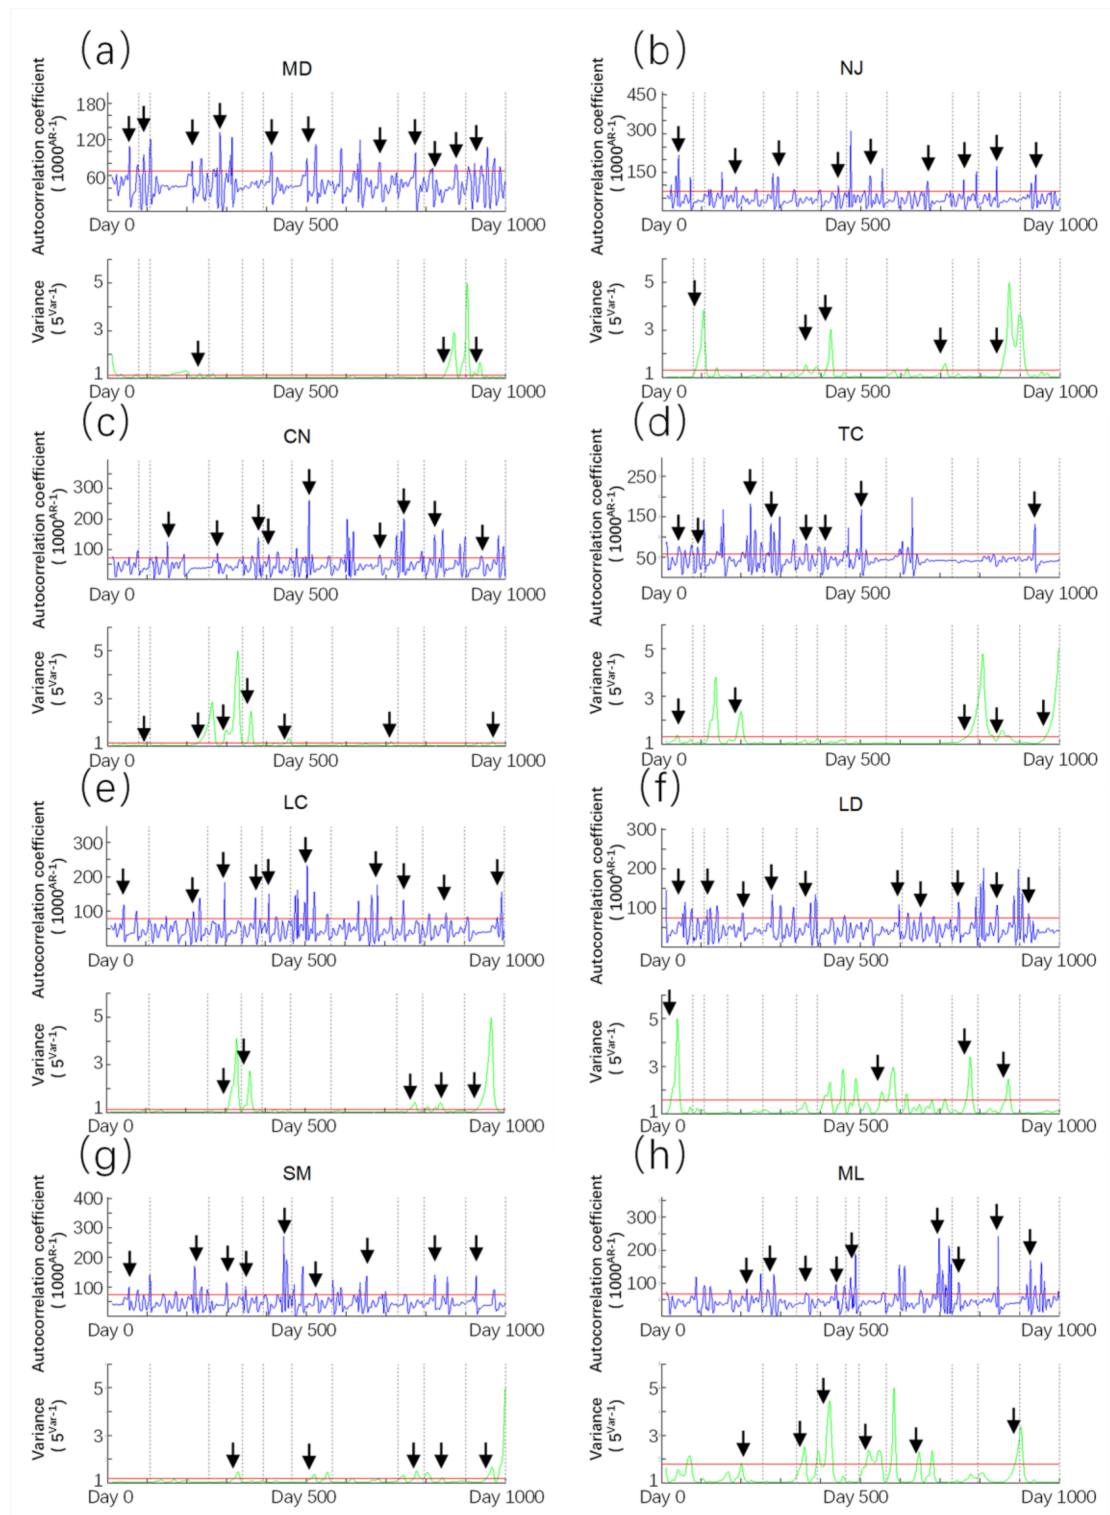 (a)
MD
Autocorrelation coefficient
( 1000^AR-1)
180
120
60
Day 0
Day 500
Day 1000
Variance
( 5^Var-1)
5
3
1
Day 0
Day 500
Day 1000
(b)
NJ
Autocorrelation coefficient
( 1000^AR-1)
450
300
150
Day 0
Day 500
Day 1000
Variance
( 5^Var-1)
5
3
1
Day 0
Day 500
Day 1000
(c)
CN
Autocorrelation coefficient
( 1000^AR-1)
300
200
100
Day 0
Day 500
Day 1000
Variance
( 5^Var-1)
5
3
1
Day 0
Day 500
Day 1000
(d)
TC
Autocorrelation coefficient
( 1000^AR-1)
250
150
50
Day 0
Day 500
Day 1000
Variance
( 5^Var-1)
5
3
1
Day 0
Day 500
Day 1000
(e)
LC
Autocorrelation coefficient
( 1000^AR-1)
300
200
100
Day 0
Day 500
Day 1000
Variance
( 5^Var-1)
5
3
1
Day 0
Day 500
Day 1000
(f)
LD
Autocorrelation coefficient
( 1000^AR-1)
300
200
100
Day 0
Day 500
Day 1000
Variance
( 5^Var-1)
5
3
1
Day 0
Day 500
Day 1000
(g)
SM
Autocorrelation coefficient
( 1000^AR-1)
400
300
200
100
Day 0
Day 500
Day 1000
Variance
( 5^Var-1)
5
3
1
Day 0
Day 500
Day 1000
(h)
ML
Autocorrelation coefficient
( 1000^AR-1)
300
200
100
Day 0
Day 500
Day 1000
Variance
( 5^Var-1)
5
3
1
Day 0
Day 500
Day 1000